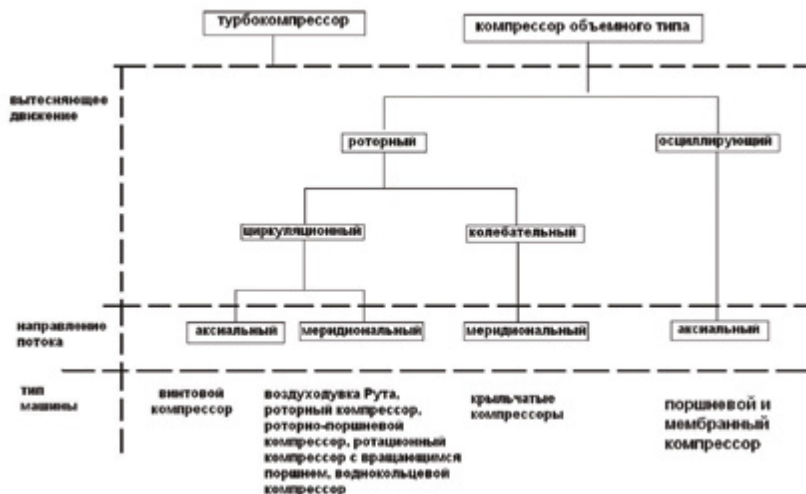 турбокомпрессор
компрессор объемного типа
вытесняющее
движение
роторный
осциллирующий
циркуляционный
колебательный
направление
потока
аксиальный
меридиональный
меридиональный
аксиальный
тип
машины
винтовой
компрессор
воздуходувка Рута,
роторный компрессор,
роторно-поршневой
компрессор, ротационный
компрессор с вращающимся
поршнем, воднокольцевой
компрессор
крыльчатые
компрессоры
поршневой и
мембранный
компрессор